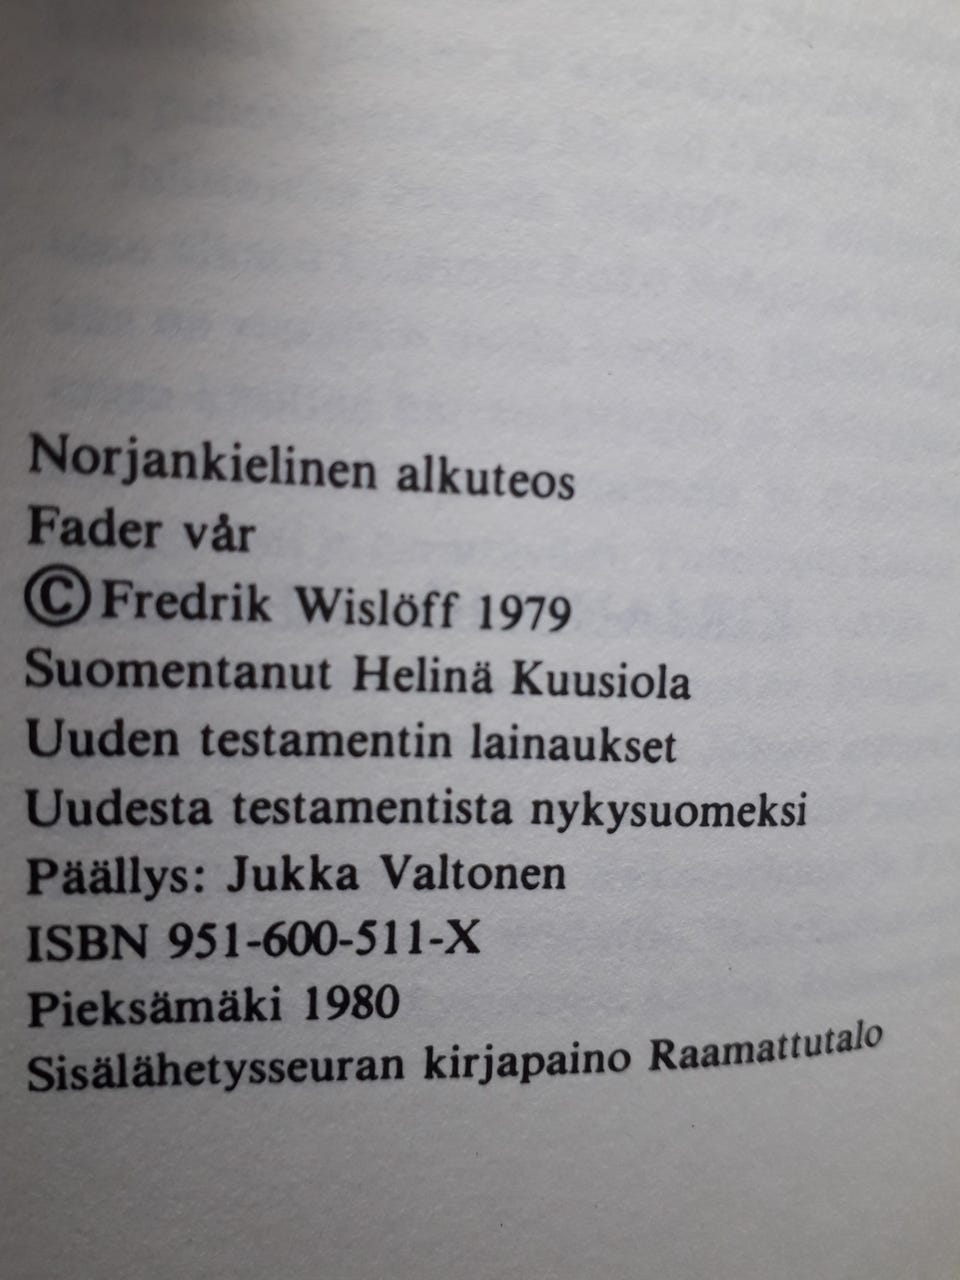 Norjankielinen alkuteos
Fader vår
© Fredrik Wislöff 1979
Suomentanut Helinä Kuusiola
Uuden testamentin lainaukset
Uudesta testamentista nykysuomeksi
Päällys: Jukka Valtonen
ISBN 951-600-511-X
Pieksämäki 1980
Sisälähetysseuran kirjapaino Raamattutalo